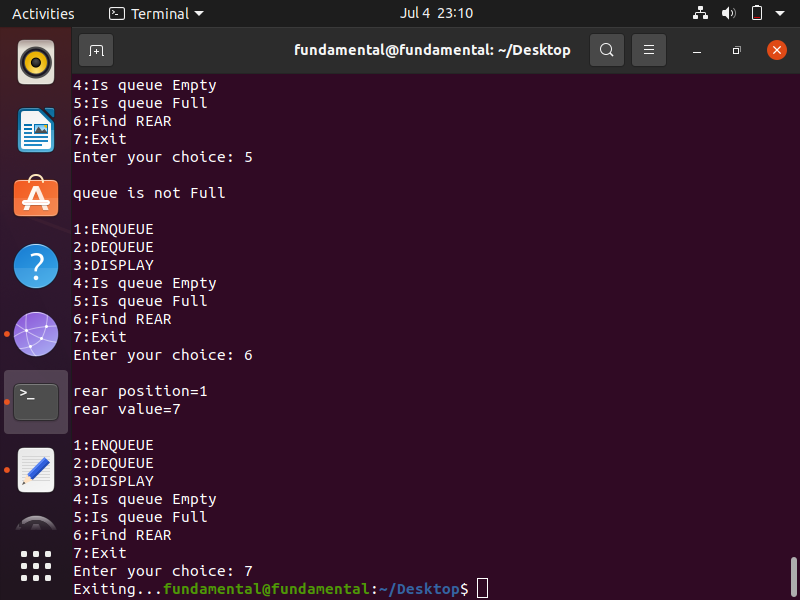 Activities
Terminal
Jul 4 23:10
fundamental@fundamental: ~/Desktop
4:Is queue Empty
5:Is queue Full
6:Find REAR
7:Exit
Enter your choice: 5
queue is not Full
1:ENQUEUE
2:DEQUEUE
3:DISPLAY
4:Is queue Empty
5:Is queue Full
6:Find REAR
7:Exit
Enter your choice: 6
rear position=1
rear value=7
1:ENQUEUE
2:DEQUEUE
3:DISPLAY
4:Is queue Empty
5:Is queue Full
6:Find REAR
7:Exit
Enter your choice: 7
Exiting...fundamental@fundamental:~/Desktop$